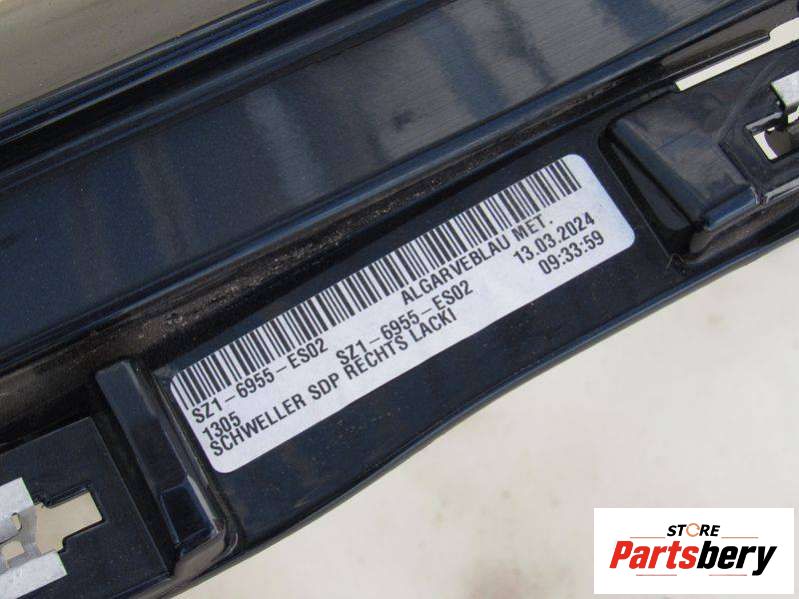 ALGARVEBLAU MET.
SZ1-6955-ES02 SZ1-6955-ES02 13.03.2024
1305 09:33:59
SCHWELLER SDP RECHTS LACKI
STORE
Partsbery